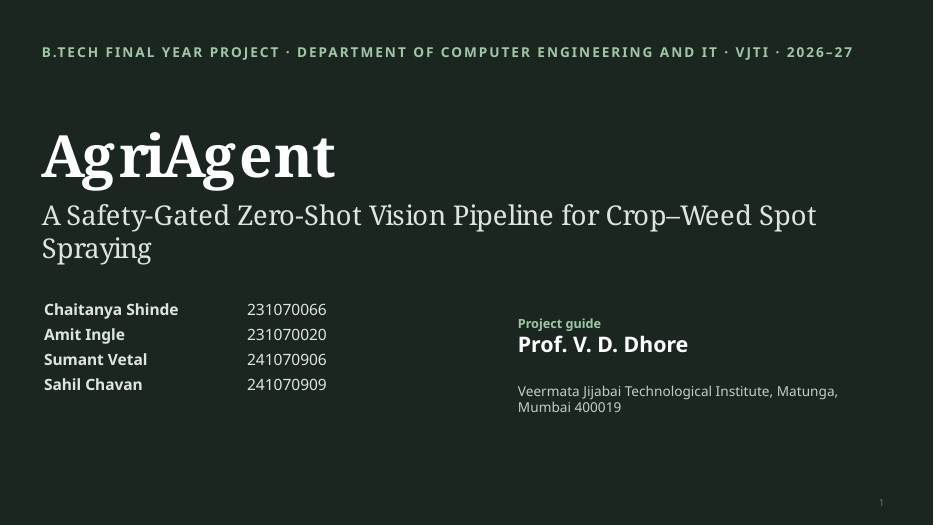 B.TECH FINAL YEAR PROJECT · DEPARTMENT OF COMPUTER ENGINEERING AND IT · VJTI · 2026–27
AgriAgent
A Safety-Gated Zero-Shot Vision Pipeline for Crop–Weed Spot
Spraying
Chaitanya Shinde 231070066
Amit Ingle 231070020
Sumant Vetal 241070906
Sahil Chavan 241070909
Project guide
Prof. V. D. Dhore
Veermata Jijabai Technological Institute, Matunga,
Mumbai 400019
1